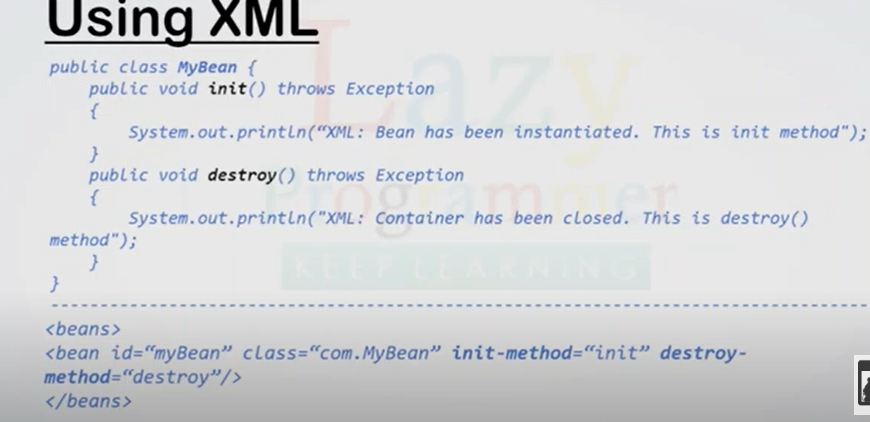 Using XML
public class MyBean {
public void init() throws Exception
{
System.out.println(“XML: Bean has been instantiated. This is init method");
}
public void destroy() throws Exception
{
System.out.println("XML: Container has been closed. This is destroy()
method");
}
}
<beans>
<bean id=“myBean” class=“com.MyBean” init-method=“init” destroy-
method=“destroy”/>
</beans>
Lazy
Programmer
KEEP LEARNING